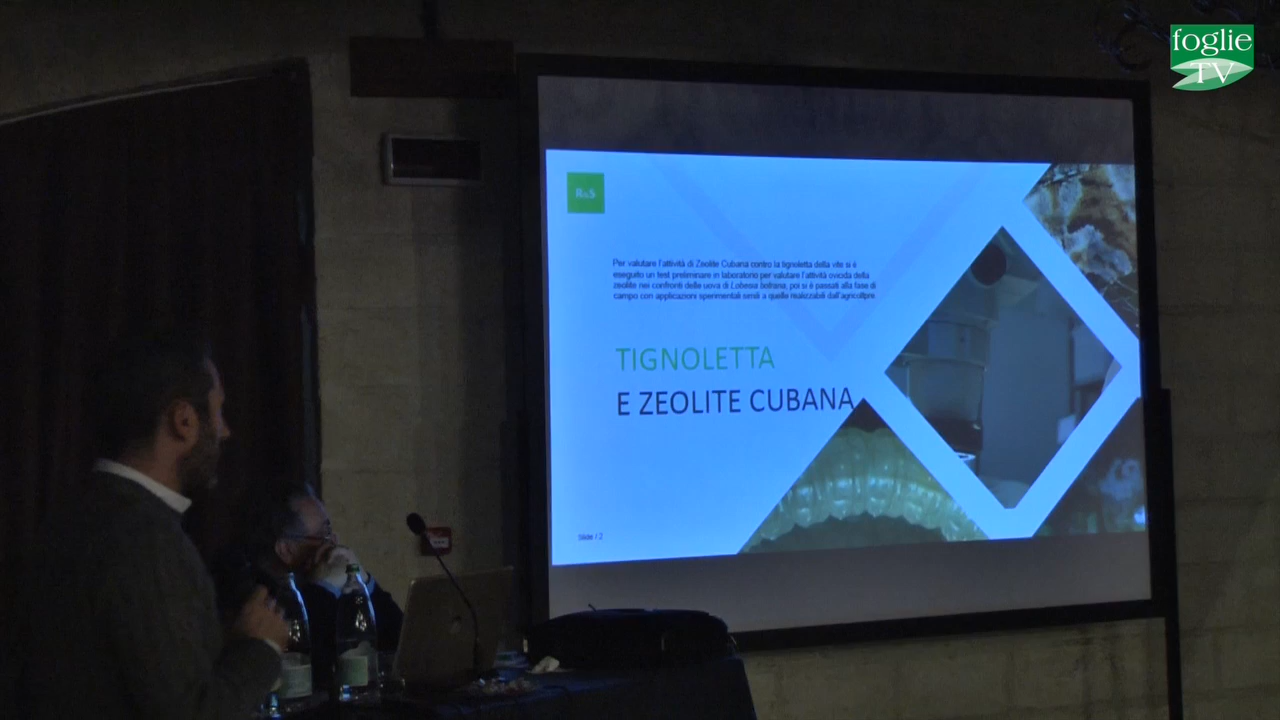 foglie
TV
RaS
Per valutare l'attività di Zeolite Cubana contro la tignoletta della vite si è
eseguito un test preliminare in laboratorio per valutare l'attività ovicida della
zeolite nei confronti delle uova di Lobesia botrana, poi si è passati alla fase di
campo con applicazioni sperimentali simili a quelle realizzabili dall'agricoltore.
TIGNOLETTA
E ZEOLITE CUBANA
Slide / 2